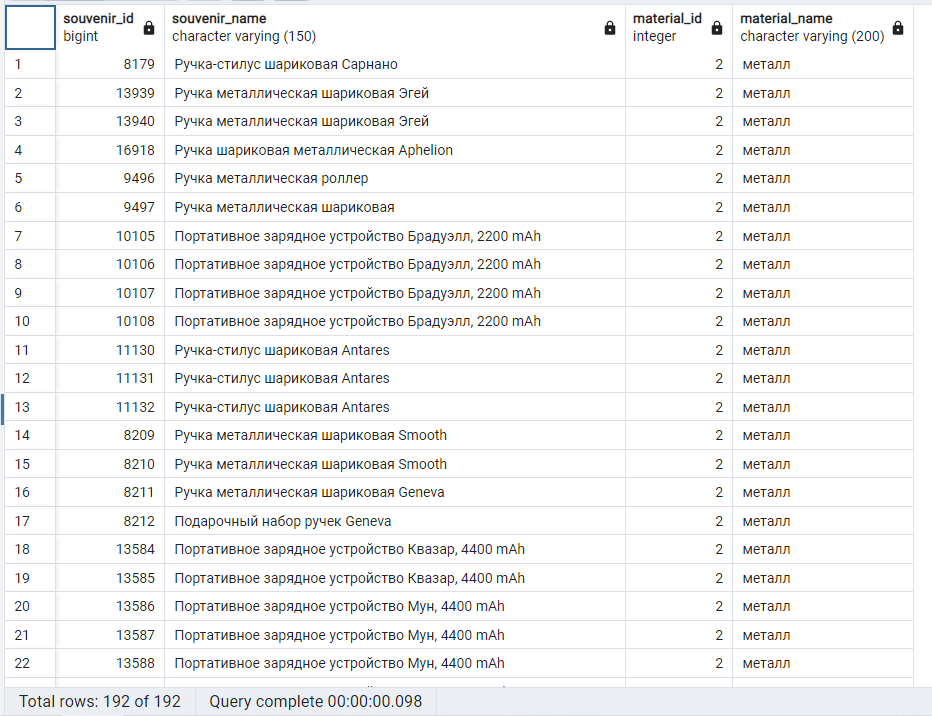 souvenir_id souvenir_name material_id material_name
bigint character varying (150) integer character varying (200)
1 8179 Ручка-стилус шариковая Сарнано 2 металл
2 13939 Ручка металлическая шариковая Эгей 2 металл
3 13940 Ручка металлическая шариковая Эгей 2 металл
4 16918 Ручка шариковая металлическая Aphelion 2 металл
5 9496 Ручка металлическая роллер 2 металл
6 9497 Ручка металлическая шариковая 2 металл
7 10105 Портативное зарядное устройство Брадуэлл, 2200 mAh 2 металл
8 10106 Портативное зарядное устройство Брадуэлл, 2200 mAh 2 металл
9 10107 Портативное зарядное устройство Брадуэлл, 2200 mAh 2 металл
10 10108 Портативное зарядное устройство Брадуэлл, 2200 mAh 2 металл
11 11130 Ручка-стилус шариковая Antares 2 металл
12 11131 Ручка-стилус шариковая Antares 2 металл
13 11132 Ручка-стилус шариковая Antares 2 металл
14 8209 Ручка металлическая шариковая Smooth 2 металл
15 8210 Ручка металлическая шариковая Smooth 2 металл
16 8211 Ручка металлическая шариковая Geneva 2 металл
17 8212 Подарочный набор ручек Geneva 2 металл
18 13584 Портативное зарядное устройство Квазар, 4400 mAh 2 металл
19 13585 Портативное зарядное устройство Квазар, 4400 mAh 2 металл
20 13586 Портативное зарядное устройство Мун, 4400 mAh 2 металл
21 13587 Портативное зарядное устройство Мун, 4400 mAh 2 металл
22 13588 Портативное зарядное устройство Мун, 4400 mAh 2 металл
Total rows: 192 of 192 Query complete 00:00:00.098